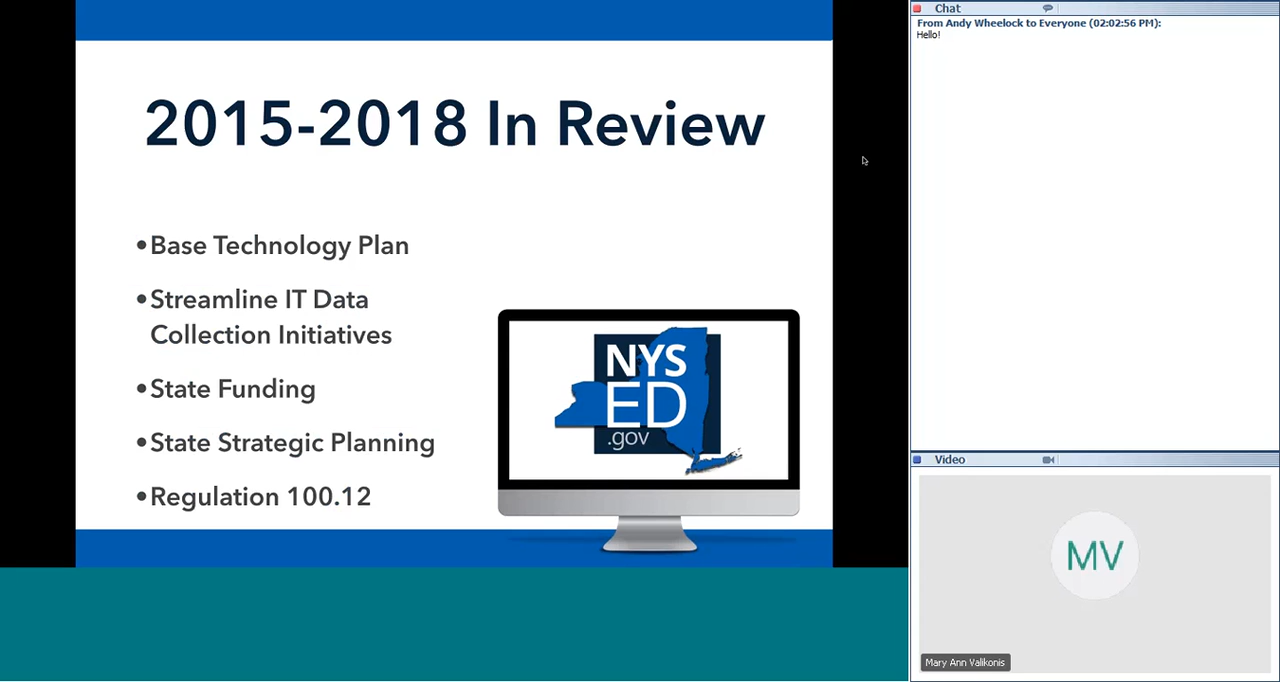 2015-2018 In Review
•Base Technology Plan
•Streamline IT Data
Collection Initiatives
•State Funding
•State Strategic Planning
•Regulation 100.12
NYS
ED
.gov
Chat
From Andy Wheelock to Everyone (02:02:56 PM):
Hello!
Video
MV
Mary Ann Valikonis